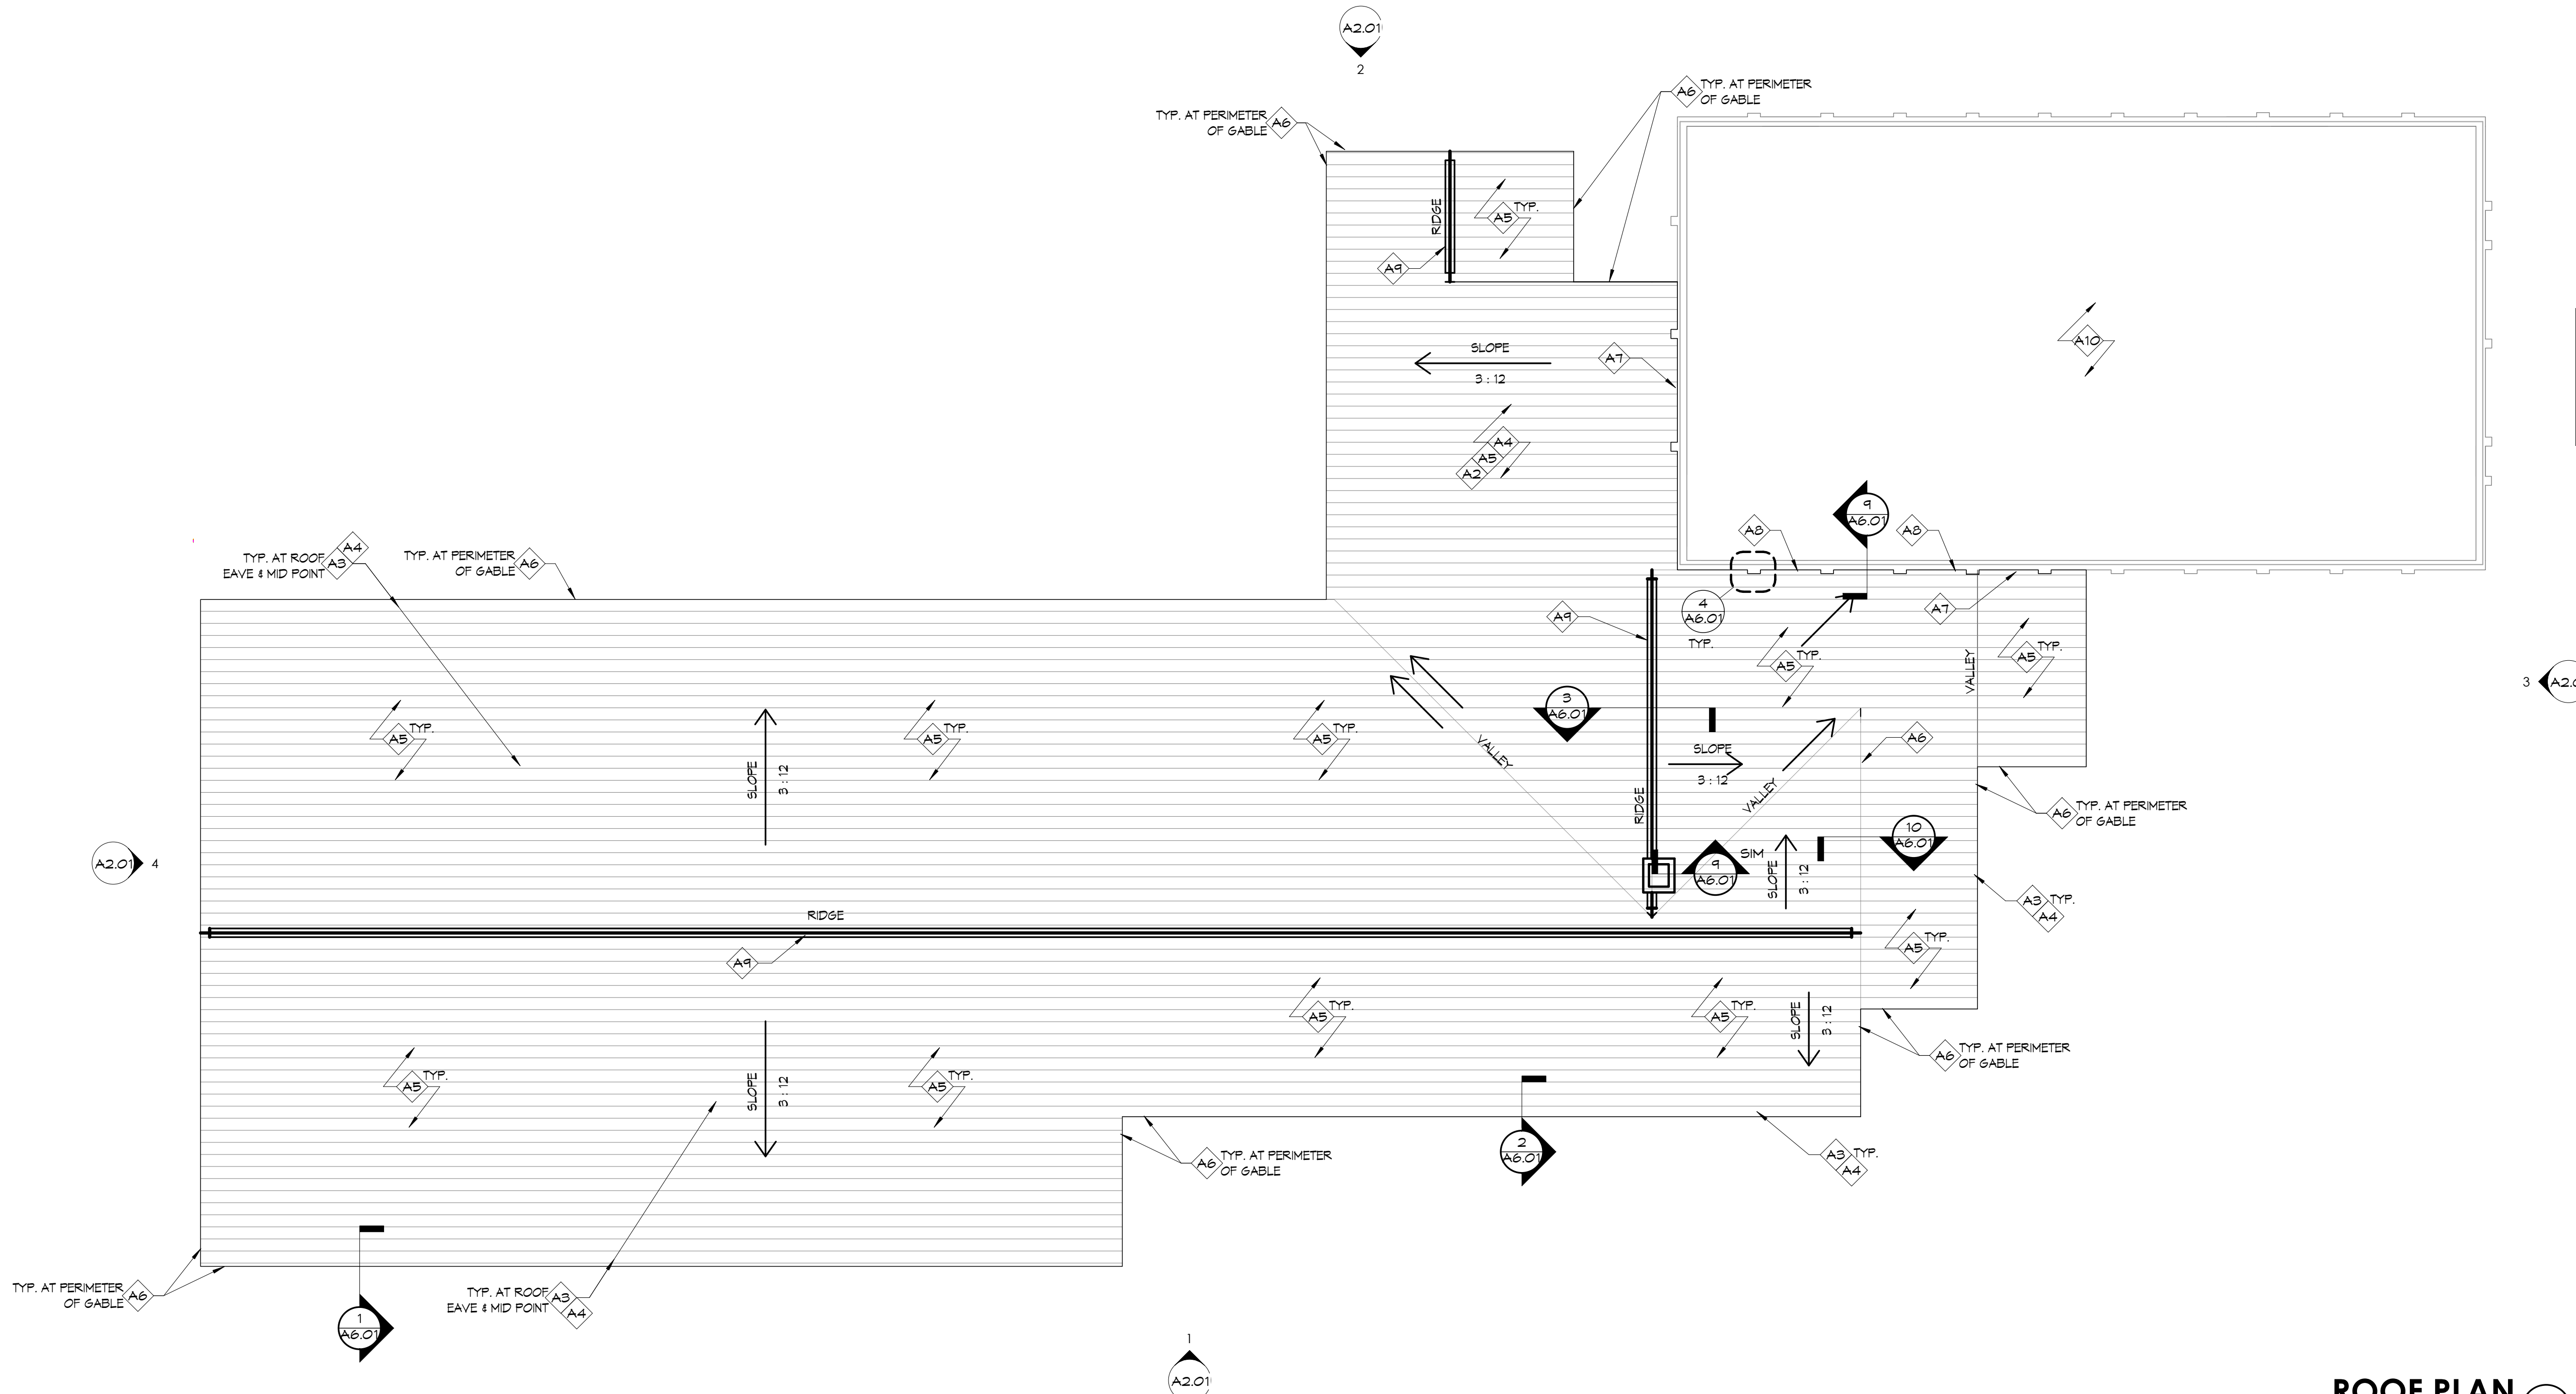 A2.01
2
TYP. AT PERIMETER
OF GABLE
A6
A6
TYP. AT PERIMETER
OF GABLE
RIDGE
A5
TYP.
A9
SLOPE
3 : 12
A7
A10
A4
A5
A2
A8
9
A6.01
A8
TYP. AT ROOF
EAVE & MID POINT
A3
A4
TYP. AT PERIMETER
OF GABLE
A6
A9
4
A6.01
TYP.
A7
A5
TYP.
VALLEY
A5
TYP.
3
A2.0
3
A6.01
A5
TYP.
A5
TYP.
A5
TYP.
VALLEY
SLOPE
3 : 12
A6
SLOPE
3 : 12
RIDGE
VALLEY
A6
TYP. AT PERIMETER
OF GABLE
A2.01
4
9
A6.01
SIM
SLOPE
3 : 12
10
A6.01
A3
TYP.
A4
RIDGE
A9
A5
TYP.
A5
TYP.
A5
TYP.
SLOPE
3 : 12
A6
TYP. AT PERIMETER
OF GABLE
A5
TYP.
SLOPE
3 : 12
A5
TYP.
A6
TYP. AT PERIMETER
OF GABLE
2
A6.01
A3
TYP.
A4
TYP. AT PERIMETER
OF GABLE
A6
1
A6.01
TYP. AT ROOF
EAVE & MID POINT
A3
A4
1
A2.01
ROOF PLAN